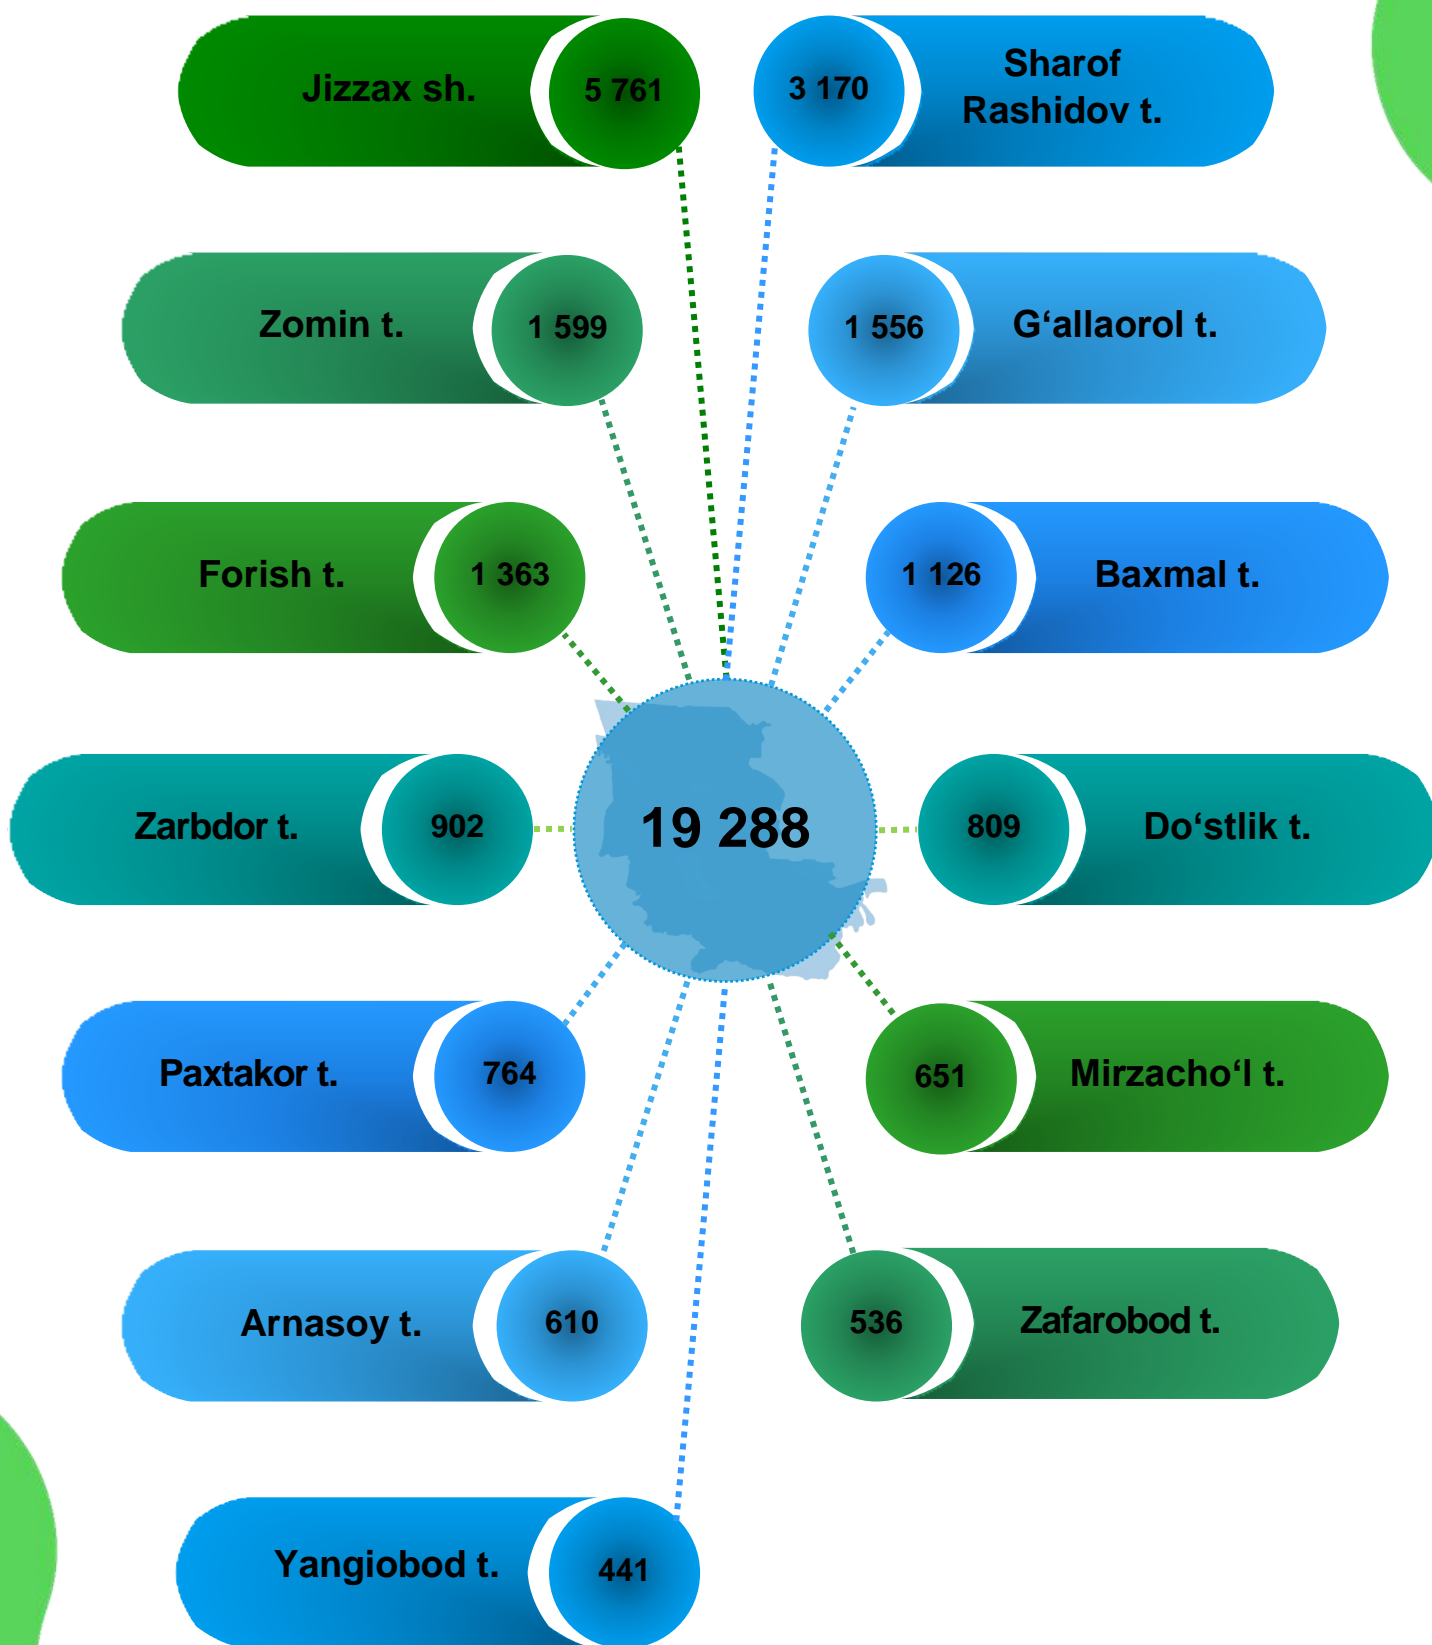 Jizzax sh.
5 761
3 170
Sharof
Rashidov t.
Zomin t.
1 599
1 556
G‘allaorol t.
Forish t.
1 363
1 126
Baxmal t.
Zarbdor t.
902
19 288
809
Do‘stlik t.
Paxtakor t.
764
651
Mirzacho‘l t.
Arnasoy t.
610
536
Zafarobod t.
Yangiobod t.
441